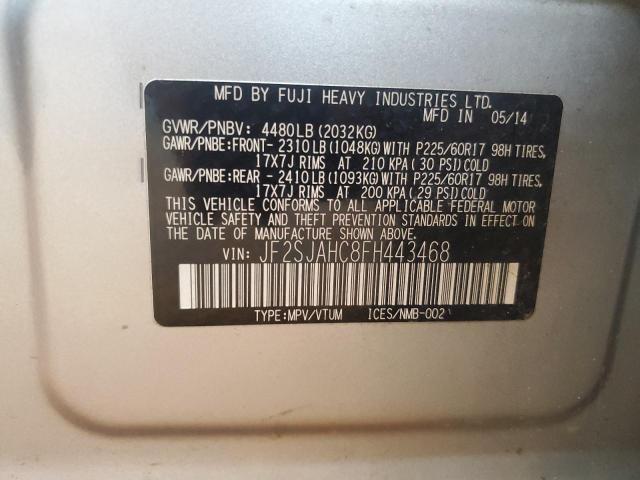 MFD BY FUJI HEAVY INDUSTRIES LTD.
MFD IN 05/14
GVWR/PNBV: 4480LB (2032KG)
GAWR/PNBE:FRONT- 2310LB (1048KG)WITH P225/60R17 98H TIRES,
17X7J RIMS AT 210 KPA ( 30 PSI)COLD
GAWR/PNBE:REAR - 2410LB (1093KG)WITH P225/60R17 98H TIRES,
17X7J RIMS AT 200 KPA ( 29 PSI)COLD
THIS VEHICLE CONFORMS TO ALL APPLICABLE FEDERAL MOTOR
VEHICLE SAFETY AND THEFT PREVENTION STANDARDS IN EFFECT ON
THE DATE OF MANUFACTURE SHOWN ABOVE.
VIN: JF2SJAHC8FH443468
TYPE:MPV/VTUM ICES/NMB-002